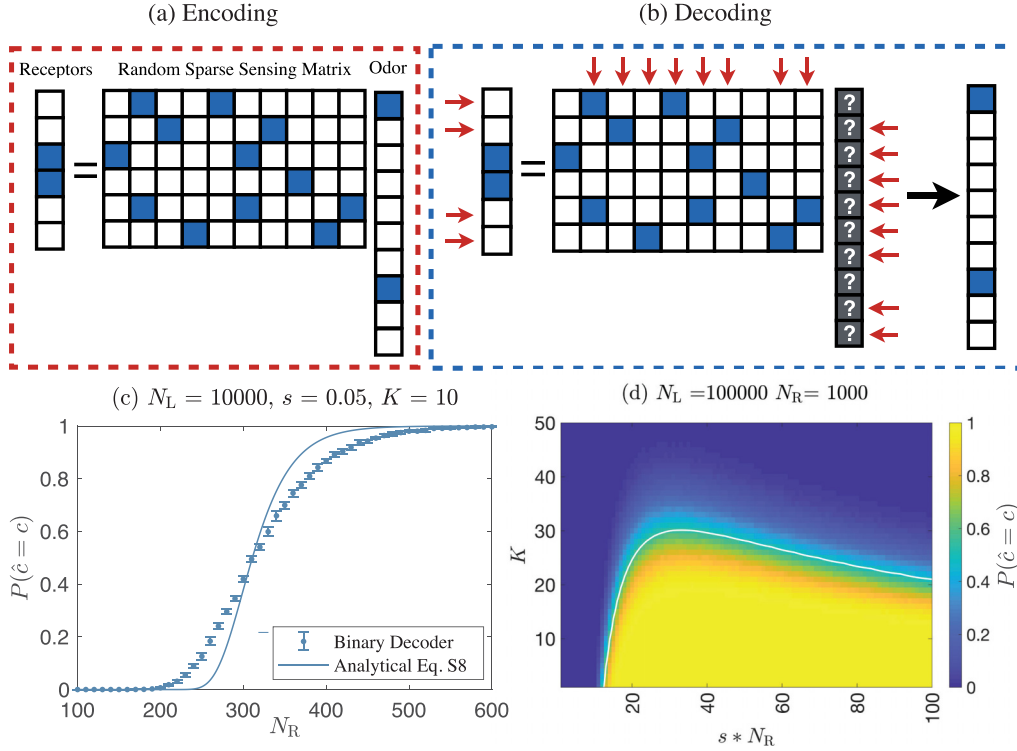 (a) Encoding
(b) Decoding
Receptors Random Sparse Sensing Matrix Odor
=
=
?
?
?
?
?
?
?
?
?
?
(c) N_L = 10000, s = 0.05, K = 10
1
0.8
0.6
0.4
0.2
0
P(ĉ = c)
100 200 300 400 500 600
N_R
Binary Decoder
Analytical Eq. S8
(d) N_L =100000 N_R= 1000
50
40
30
20
10
K
20 40 60 80 100
s * N_R
1
0.8
0.6
0.4
0.2
0
P(ĉ = c)